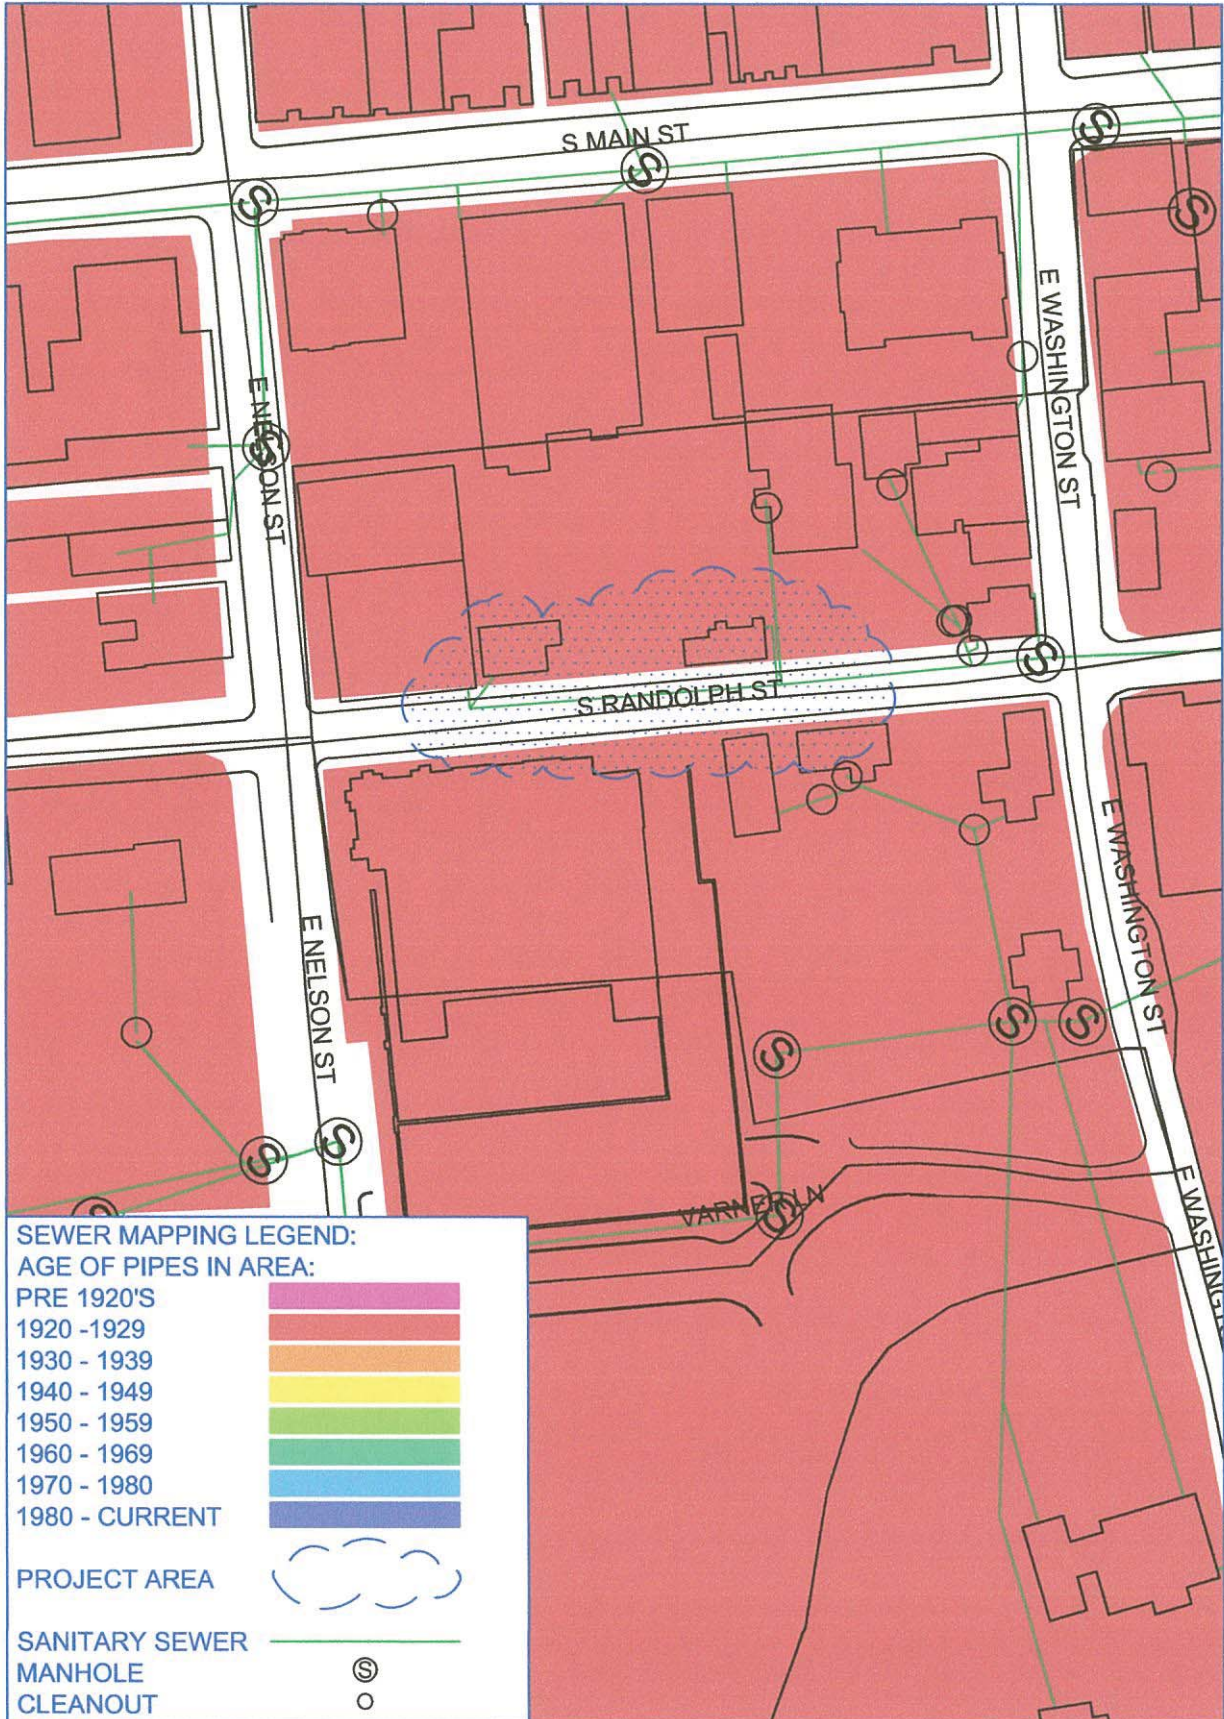 S MAIN ST
E WASHINGTON ST
E NELSON ST
S RANDOLPH ST
E WASHINGTON ST
E NELSON ST
VARNER LN
E WASHINGT
S
S
S
S
S
S
S
S
S
S
S
S
S
SEWER MAPPING LEGEND:
AGE OF PIPES IN AREA:
PRE 1920'S
1920 -1929
1930 - 1939
1940 - 1949
1950 - 1959
1960 - 1969
1970 - 1980
1980 - CURRENT
PROJECT AREA
SANITARY SEWER
MANHOLE
S
CLEANOUT